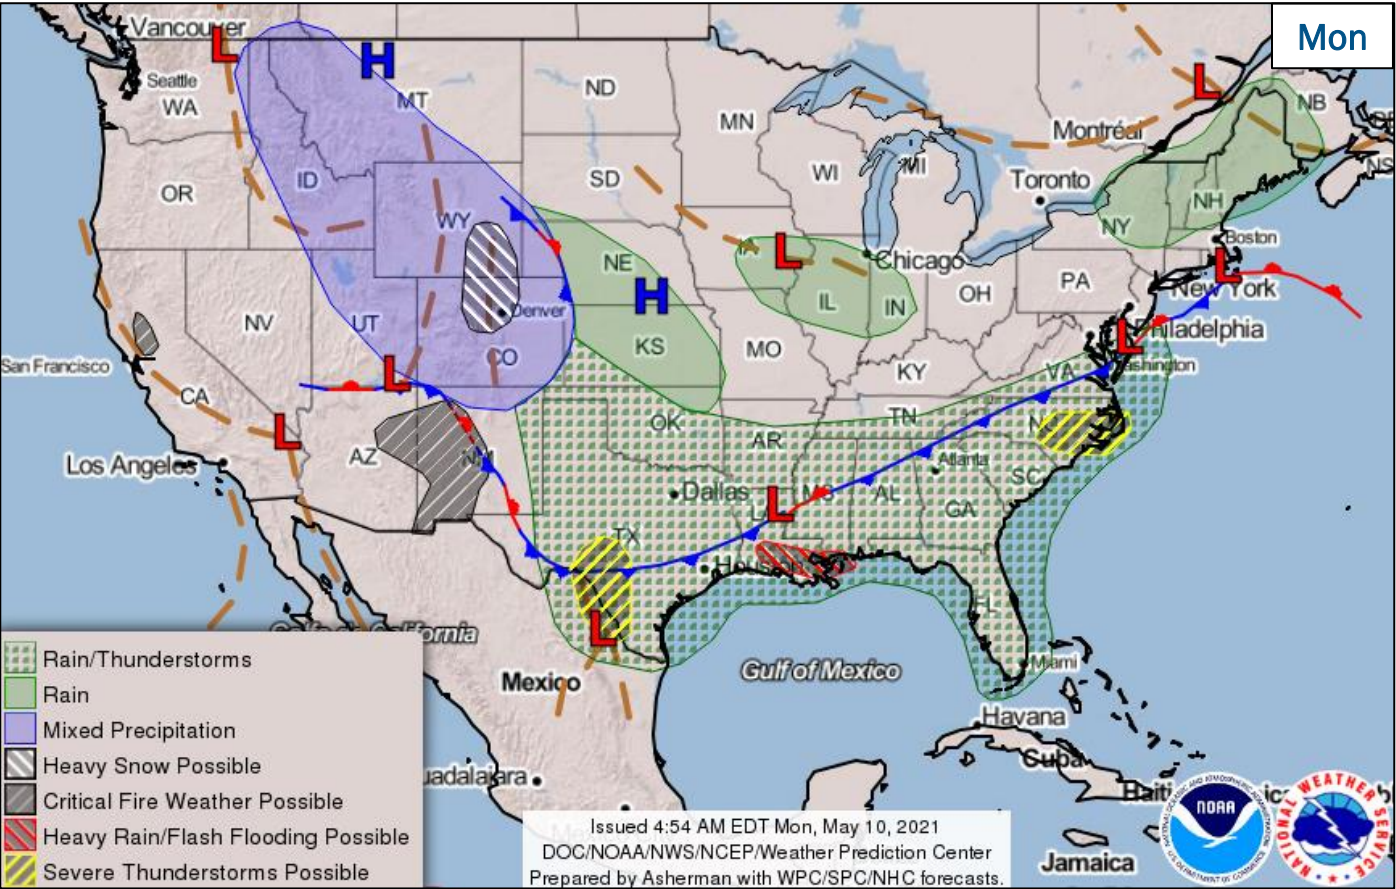 Mon
Vancouver
L
H
Seattle
WA
MT
ND
MN
L
NB
Montréal
OR
ID
SD
WI
MI
Toronto
NH
NY
WY
Boston
NE
IA
L
Chicago
L
New York
PA
H
IL
IN
OH
NV
UT
Denver
CO
KS
MO
L
Philadelphia
Washington
San Francisco
CA
L
KY
VA
L
OK
AR
TN
Los Angeles
AZ
NM
Atlanta
SC
Dallas
L
MS
AL
GA
LA
TX
Houston
FL
L
Golfo de California
Miami
Mexico
Gulf of Mexico
Havana
Cuba
Haiti
Jamaica
Rain/Thunderstorms
Rain
Mixed Precipitation
Heavy Snow Possible
Critical Fire Weather Possible
Heavy Rain/Flash Flooding Possible
Severe Thunderstorms Possible
uadalajara
Issued 4:54 AM EDT Mon, May 10, 2021
DOC/NOAA/NWS/NCEP/Weather Prediction Center
Prepared by Asherman with WPC/SPC/NHC forecasts.
NOAA
NATIONAL WEATHER SERVICE